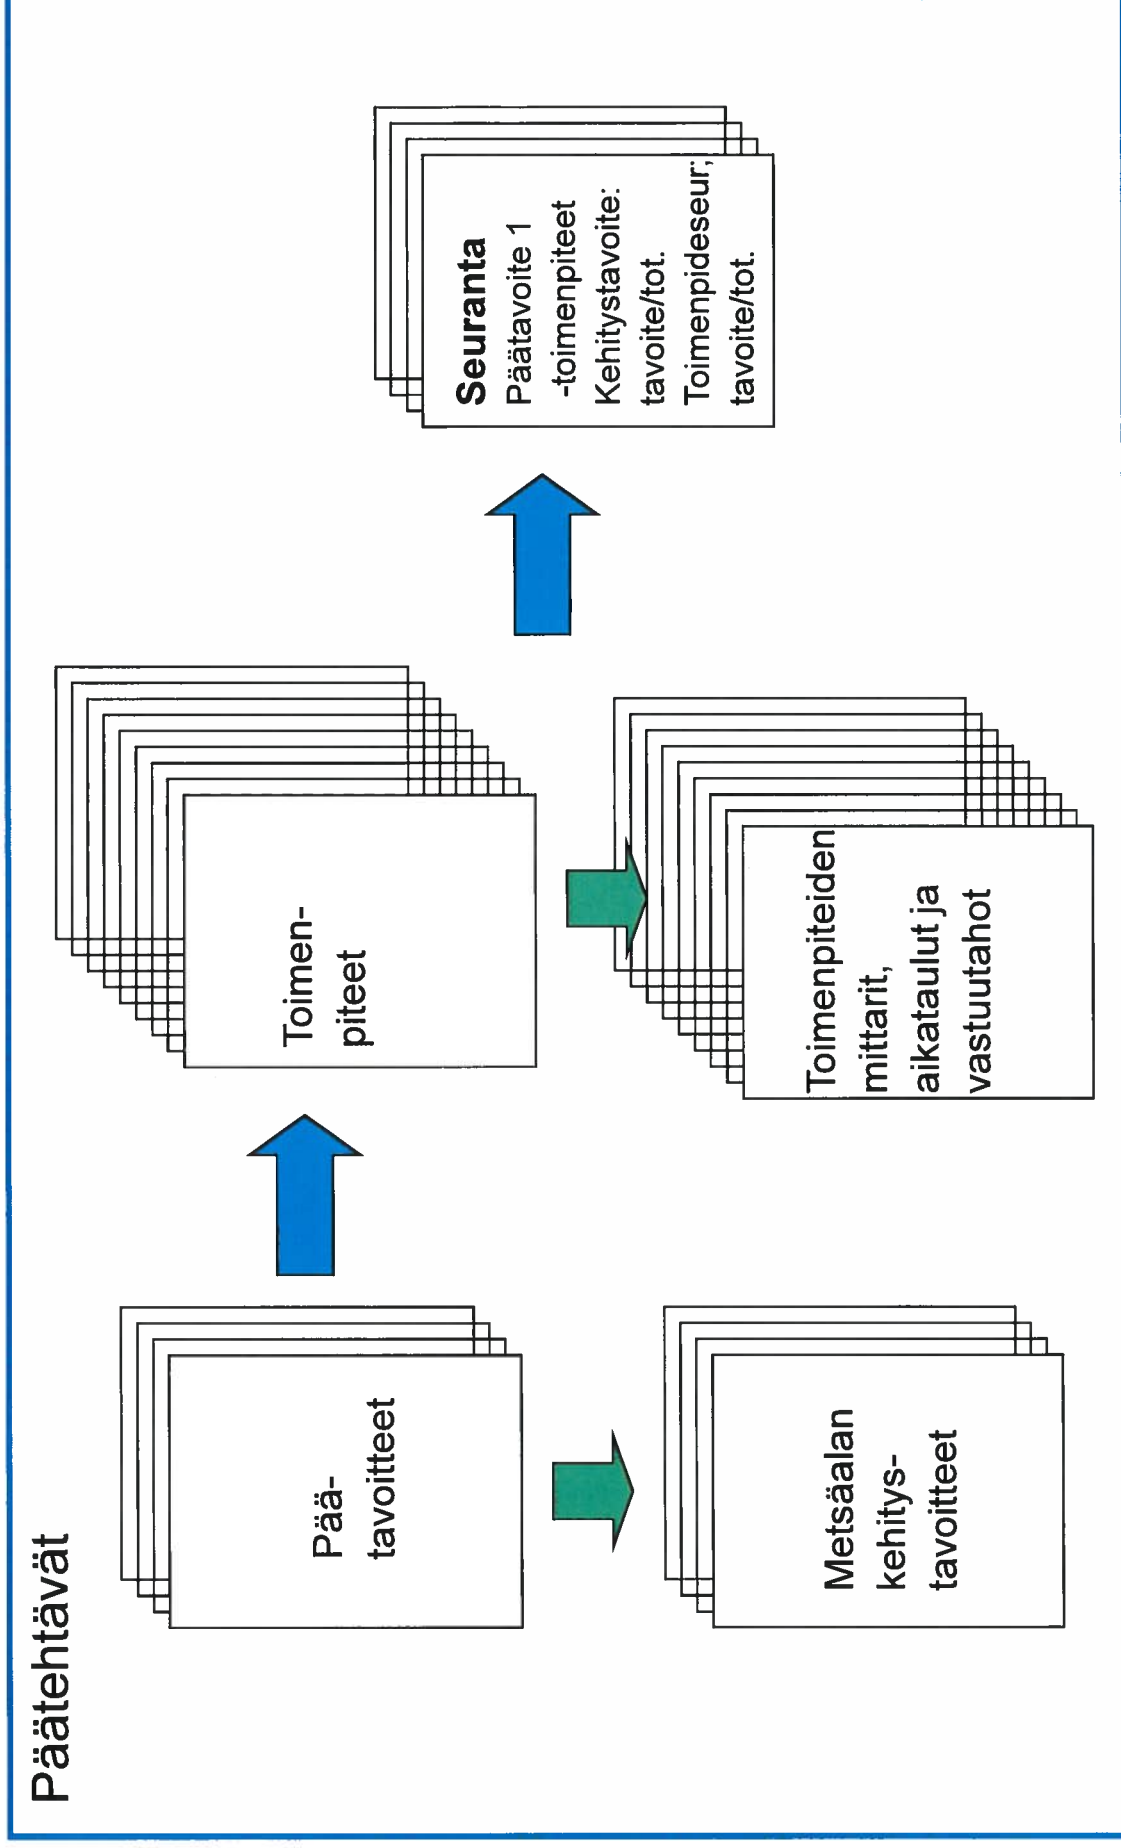 Päätehtävät
Pää-
tavoitteet
Metsäalan
kehitys-
tavoitteet
Toimen-
piteet
Toimenpiteiden
mittarit,
aikataulut ja
vastuutahot
Seuranta
Päätavoite 1
-toimenpiteet
Kehitystavoite:
tavoite/tot.
Toimenpideseur;
tavoite/tot.